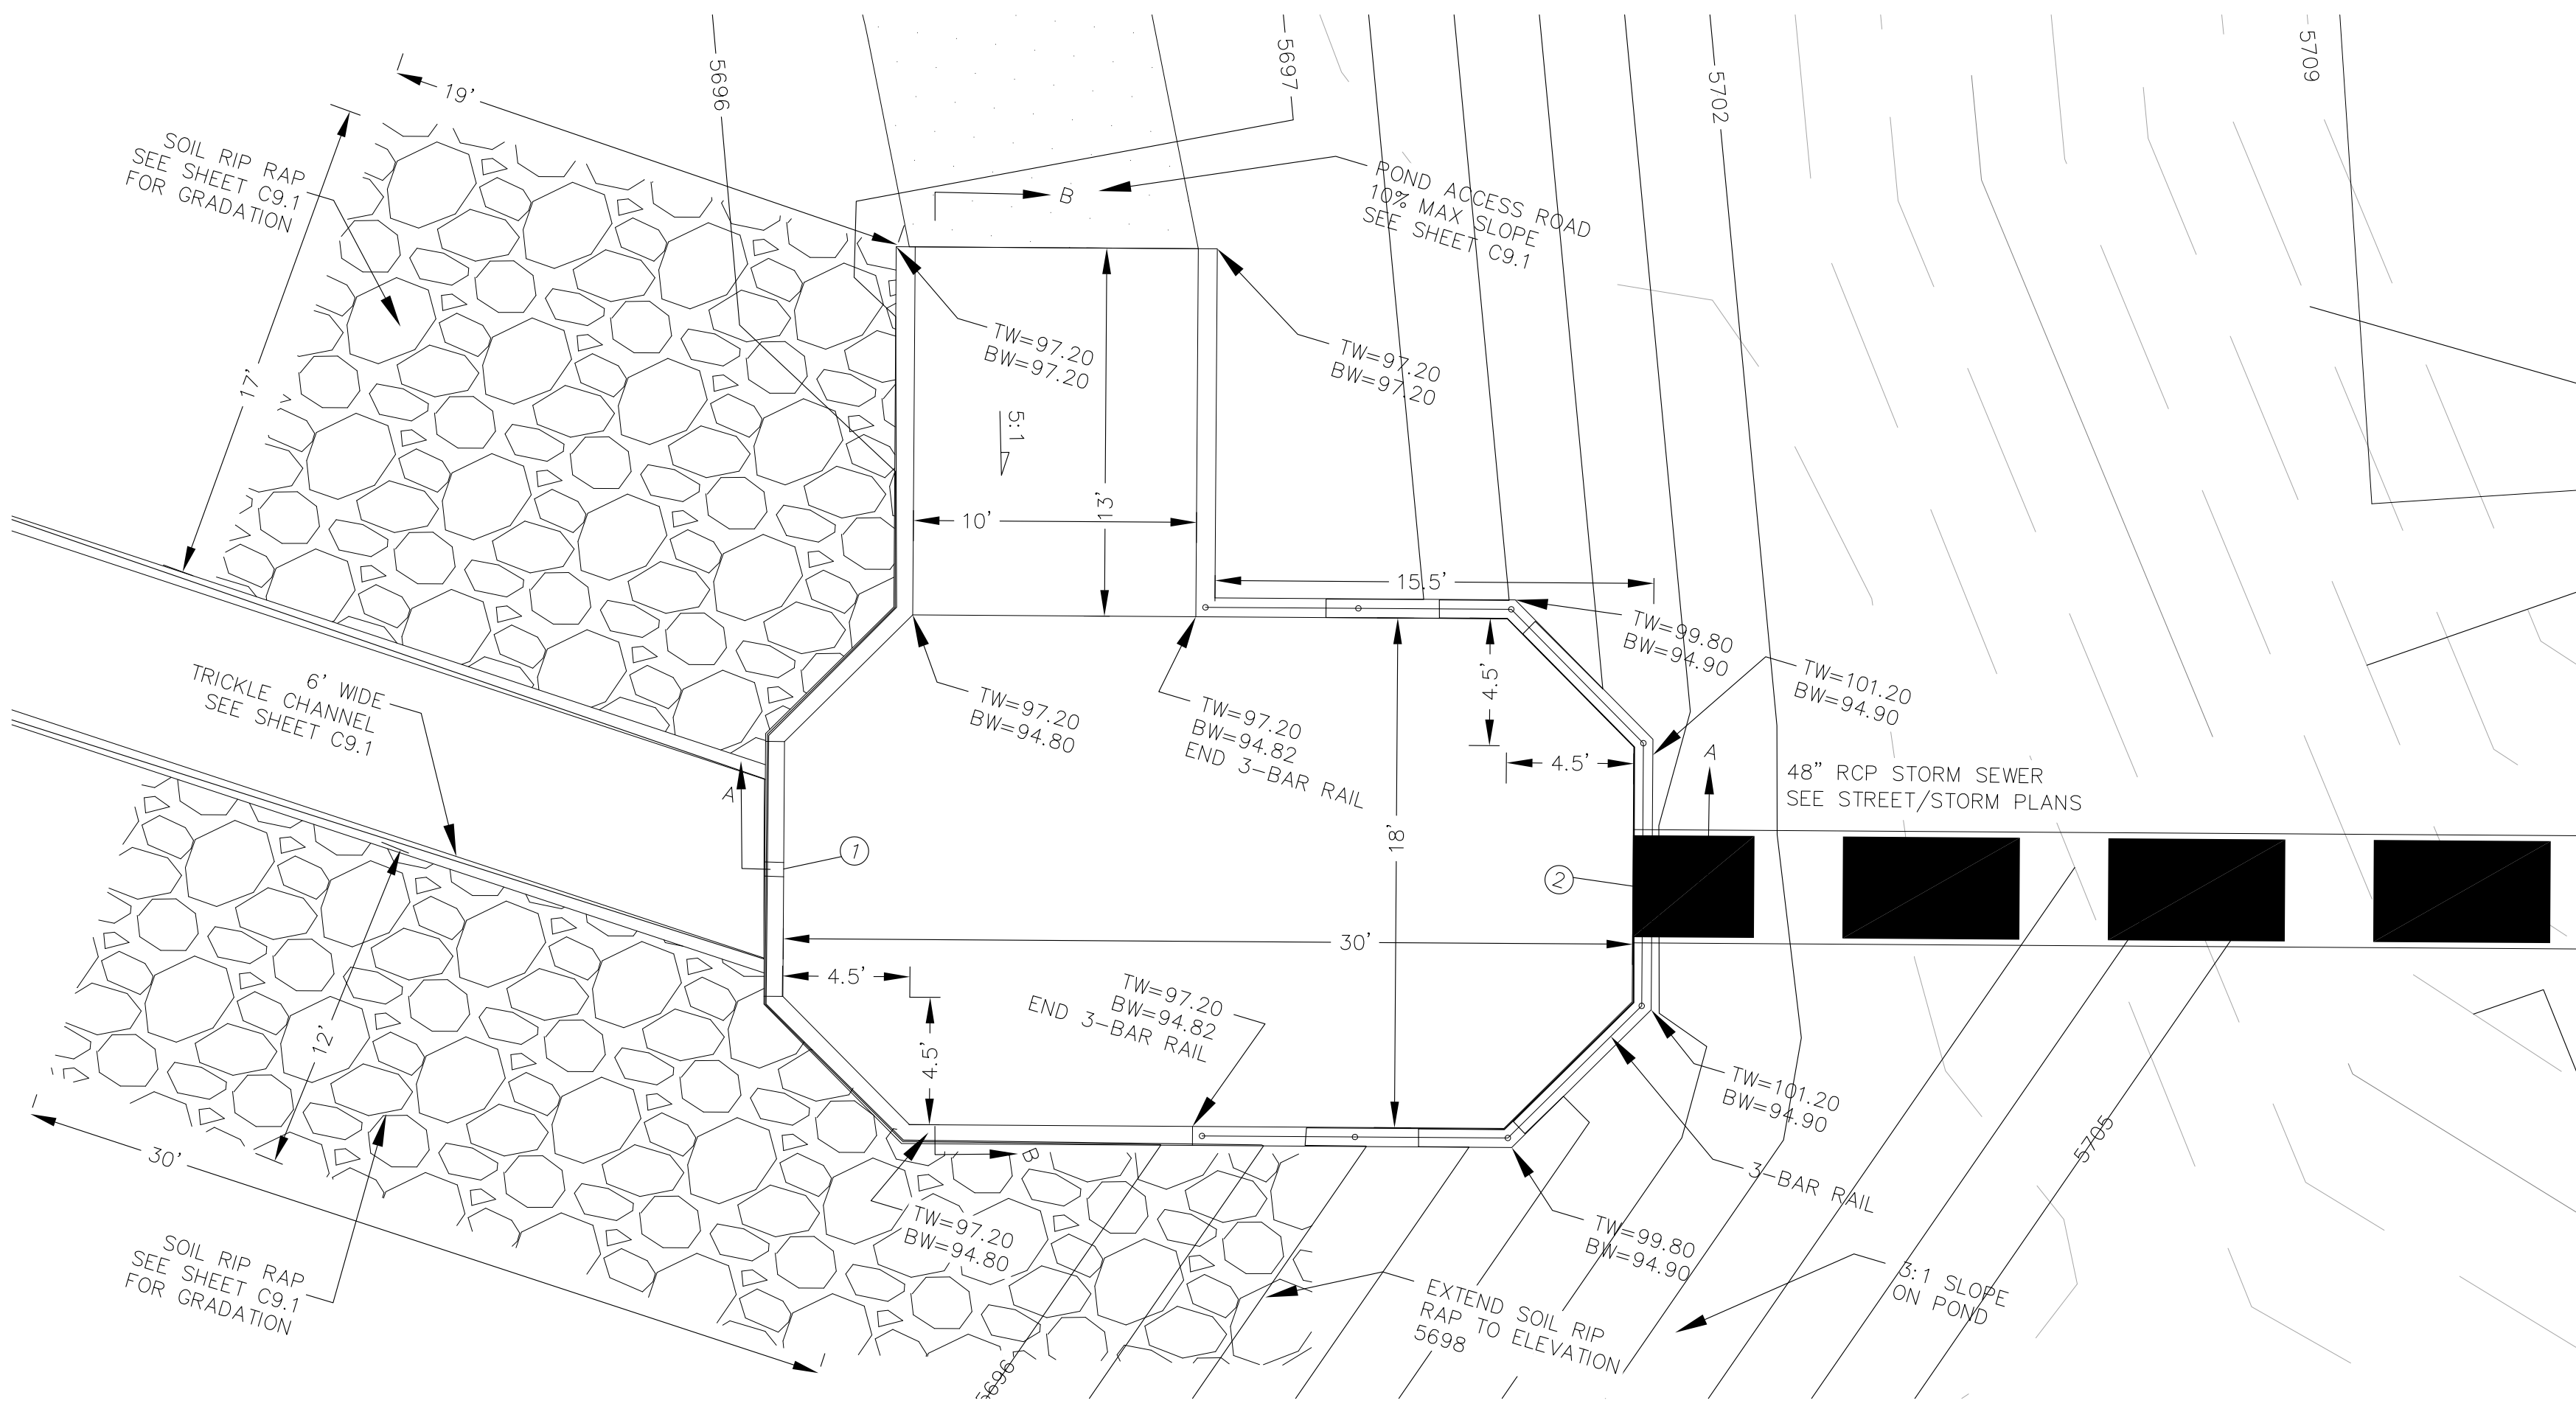 5696
5697
5702
5709
19'
SOIL RIP RAP
SEE SHEET C9.1
FOR GRADATION
17'
B
POND ACCESS ROAD
10% MAX SLOPE
SEE SHEET C9.1
TW=97.20
BW=97.20
TW=97.20
BW=97.20
5:1
10'
13'
15.5'
TW=99.80
BW=94.90
TW=101.20
BW=94.90
6' WIDE
TRICKLE CHANNEL
SEE SHEET C9.1
TW=97.20
BW=94.80
TW=97.20
BW=94.82
END 3-BAR RAIL
4.5'
4.5'
A
A
48" RCP STORM SEWER
SEE STREET/STORM PLANS
1
18'
2
30'
4.5'
4.5'
TW=97.20
BW=94.82
END 3-BAR RAIL
12'
30'
TW=101.20
BW=94.90
5705
B
3-BAR RAIL
TW=97.20
BW=94.80
TW=99.80
BW=94.90
SOIL RIP RAP
SEE SHEET C9.1
FOR GRADATION
EXTEND SOIL RIP
RAP TO ELEVATION
5698
3:1 SLOPE
ON POND
5696